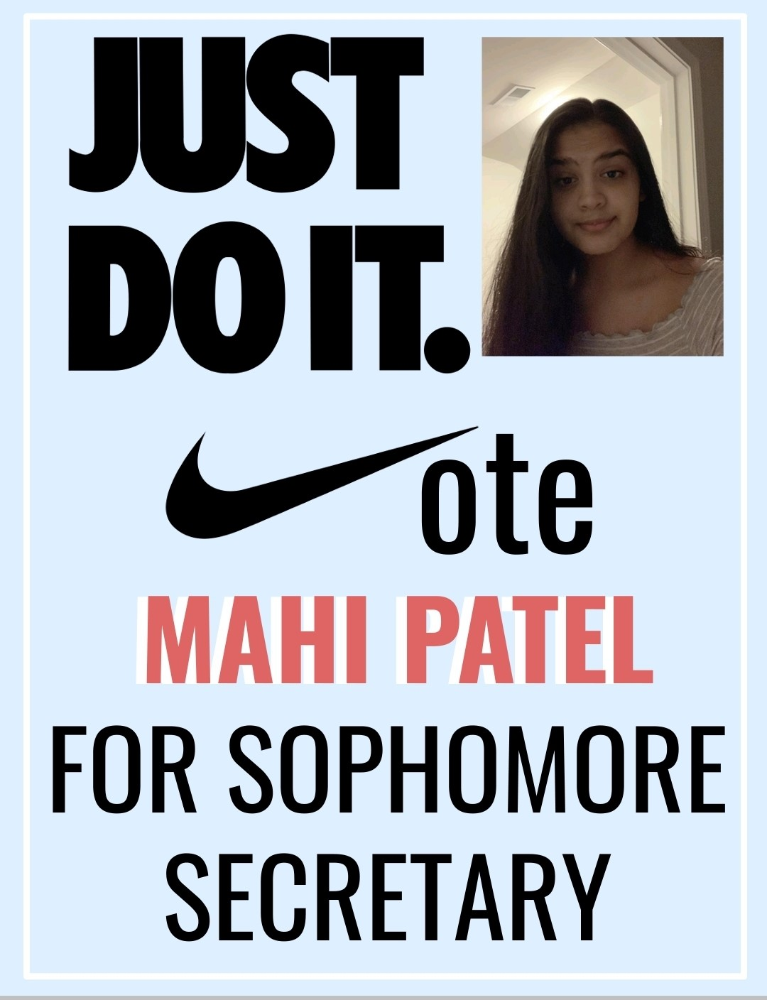 JUST
DO IT.
ote
MAHI PATEL
FOR SOPHOMORE
SECRETARY